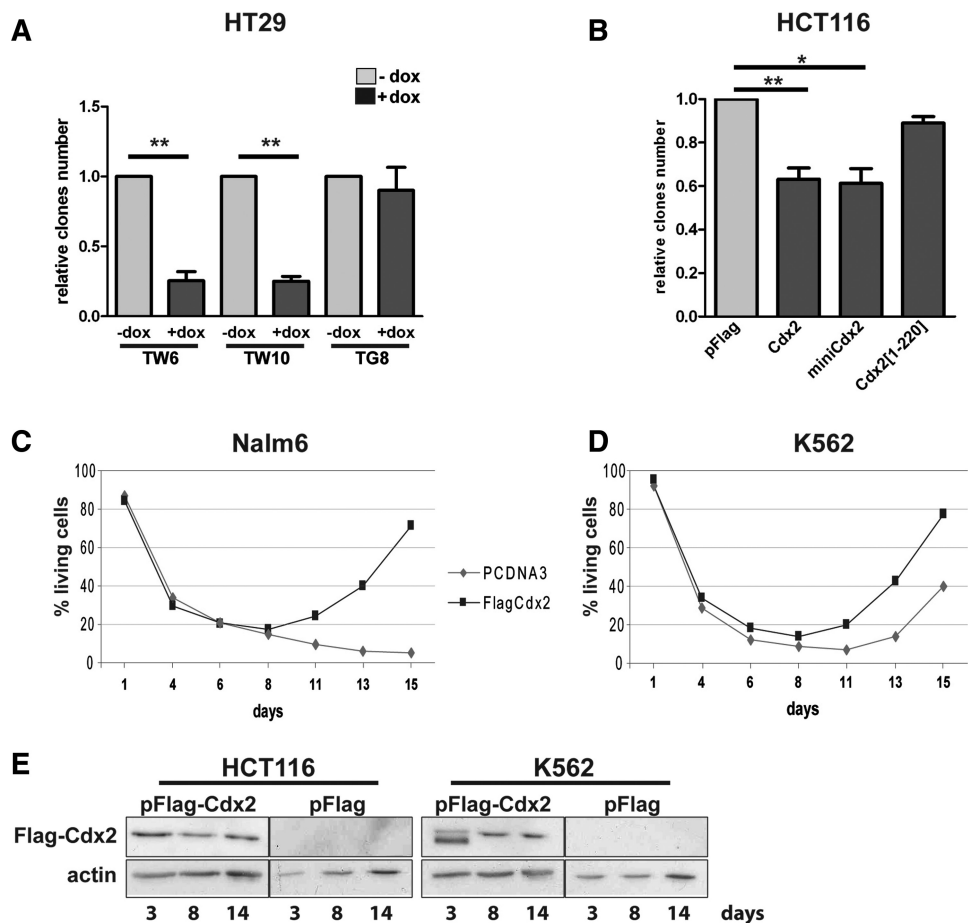 A
HT29
- dox
+dox
relative clones number
1.5
1.0
0.5
0.0
**
**
-dox +dox -dox +dox -dox +dox
TW6 TW10 TG8
B
HCT116
*
**
relative clones number
1.0
0.8
0.6
0.4
0.2
0.0
pFlag
Cdx2
miniCdx2
Cdx2[1-220]
C
Nalm6
% living cells
100
80
60
40
20
0
1 4 6 8 11 13 15
days
PCDNA3
FlagCdx2
D
K562
% living cells
100
80
60
40
20
0
1 4 6 8 11 13 15
days
E
HCT116 K562
pFlag-Cdx2 pFlag pFlag-Cdx2 pFlag
Flag-Cdx2
actin
3 8 14 3 8 14 3 8 14 3 8 14 days